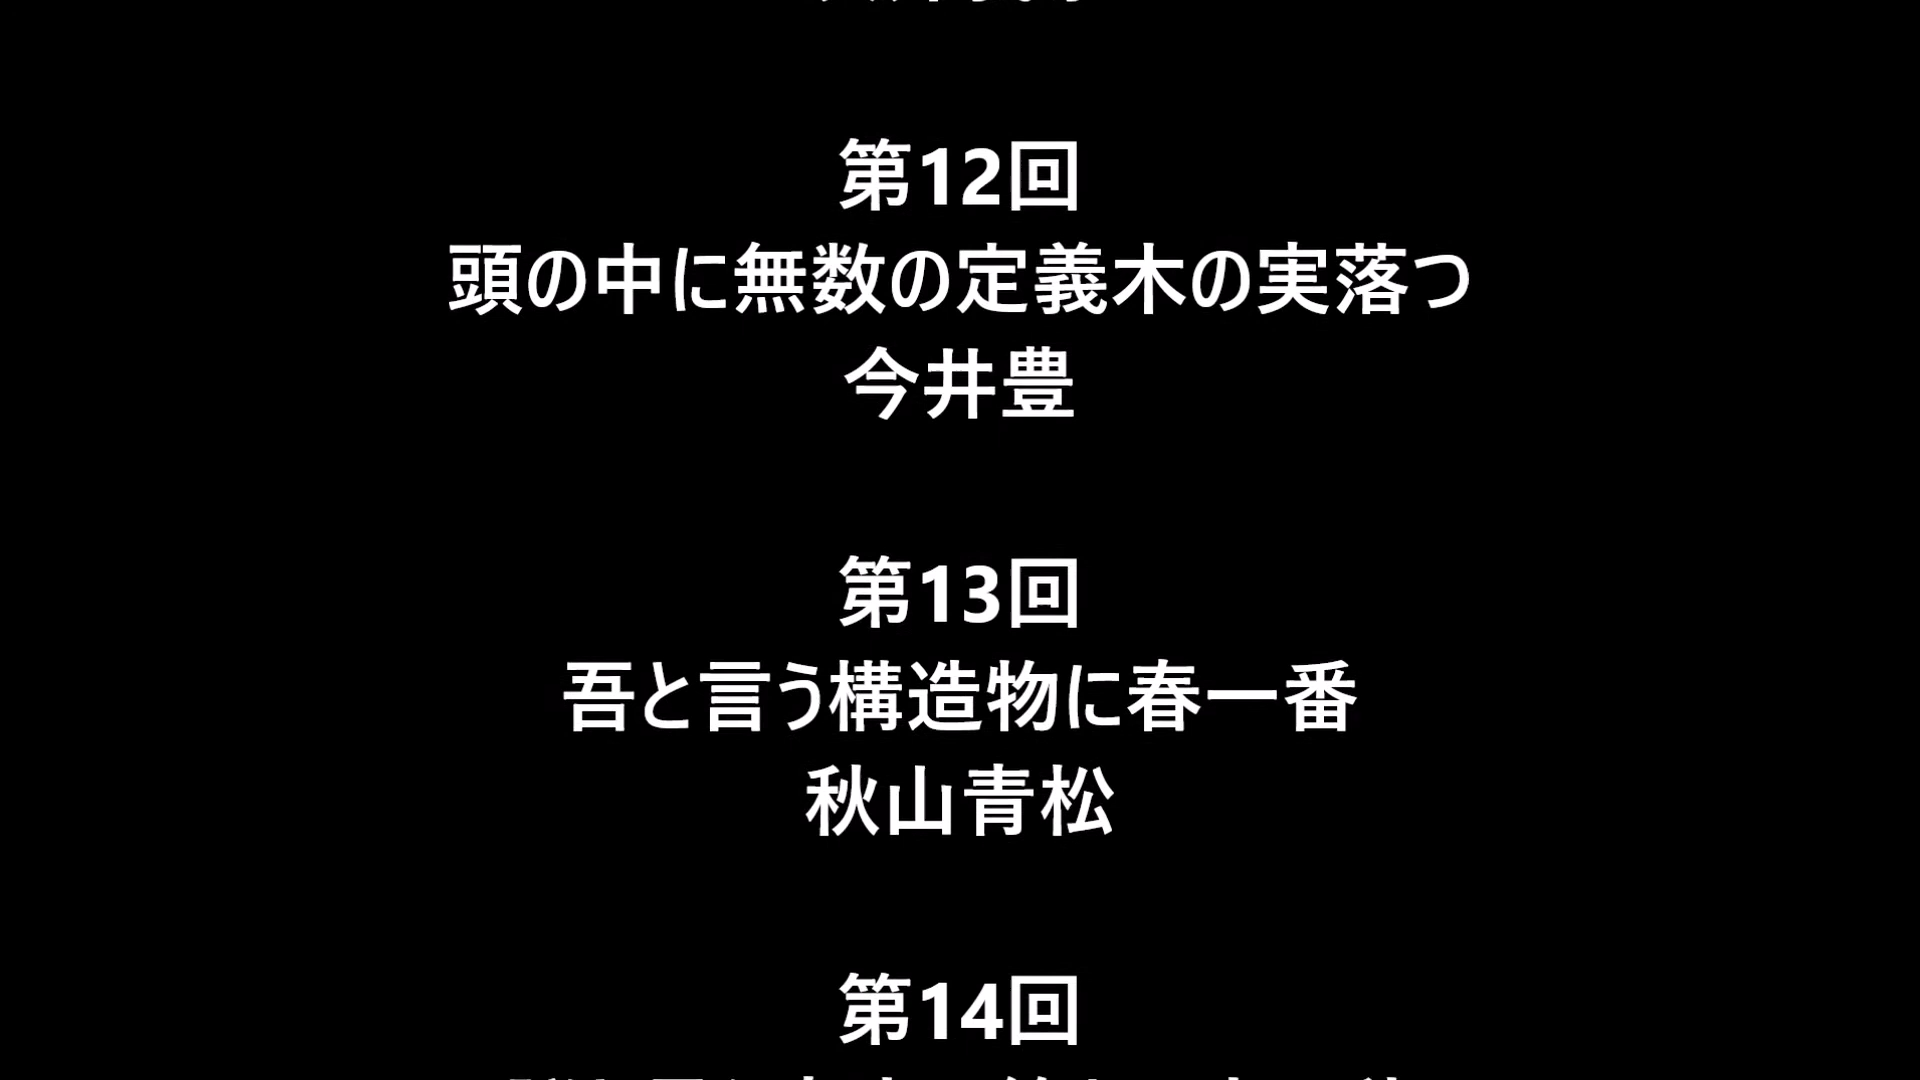 第12回
頭の中に無数の定義木の実落つ
今井豊
第13回
吾と言う構造物に春一番
秋山青松
第14回